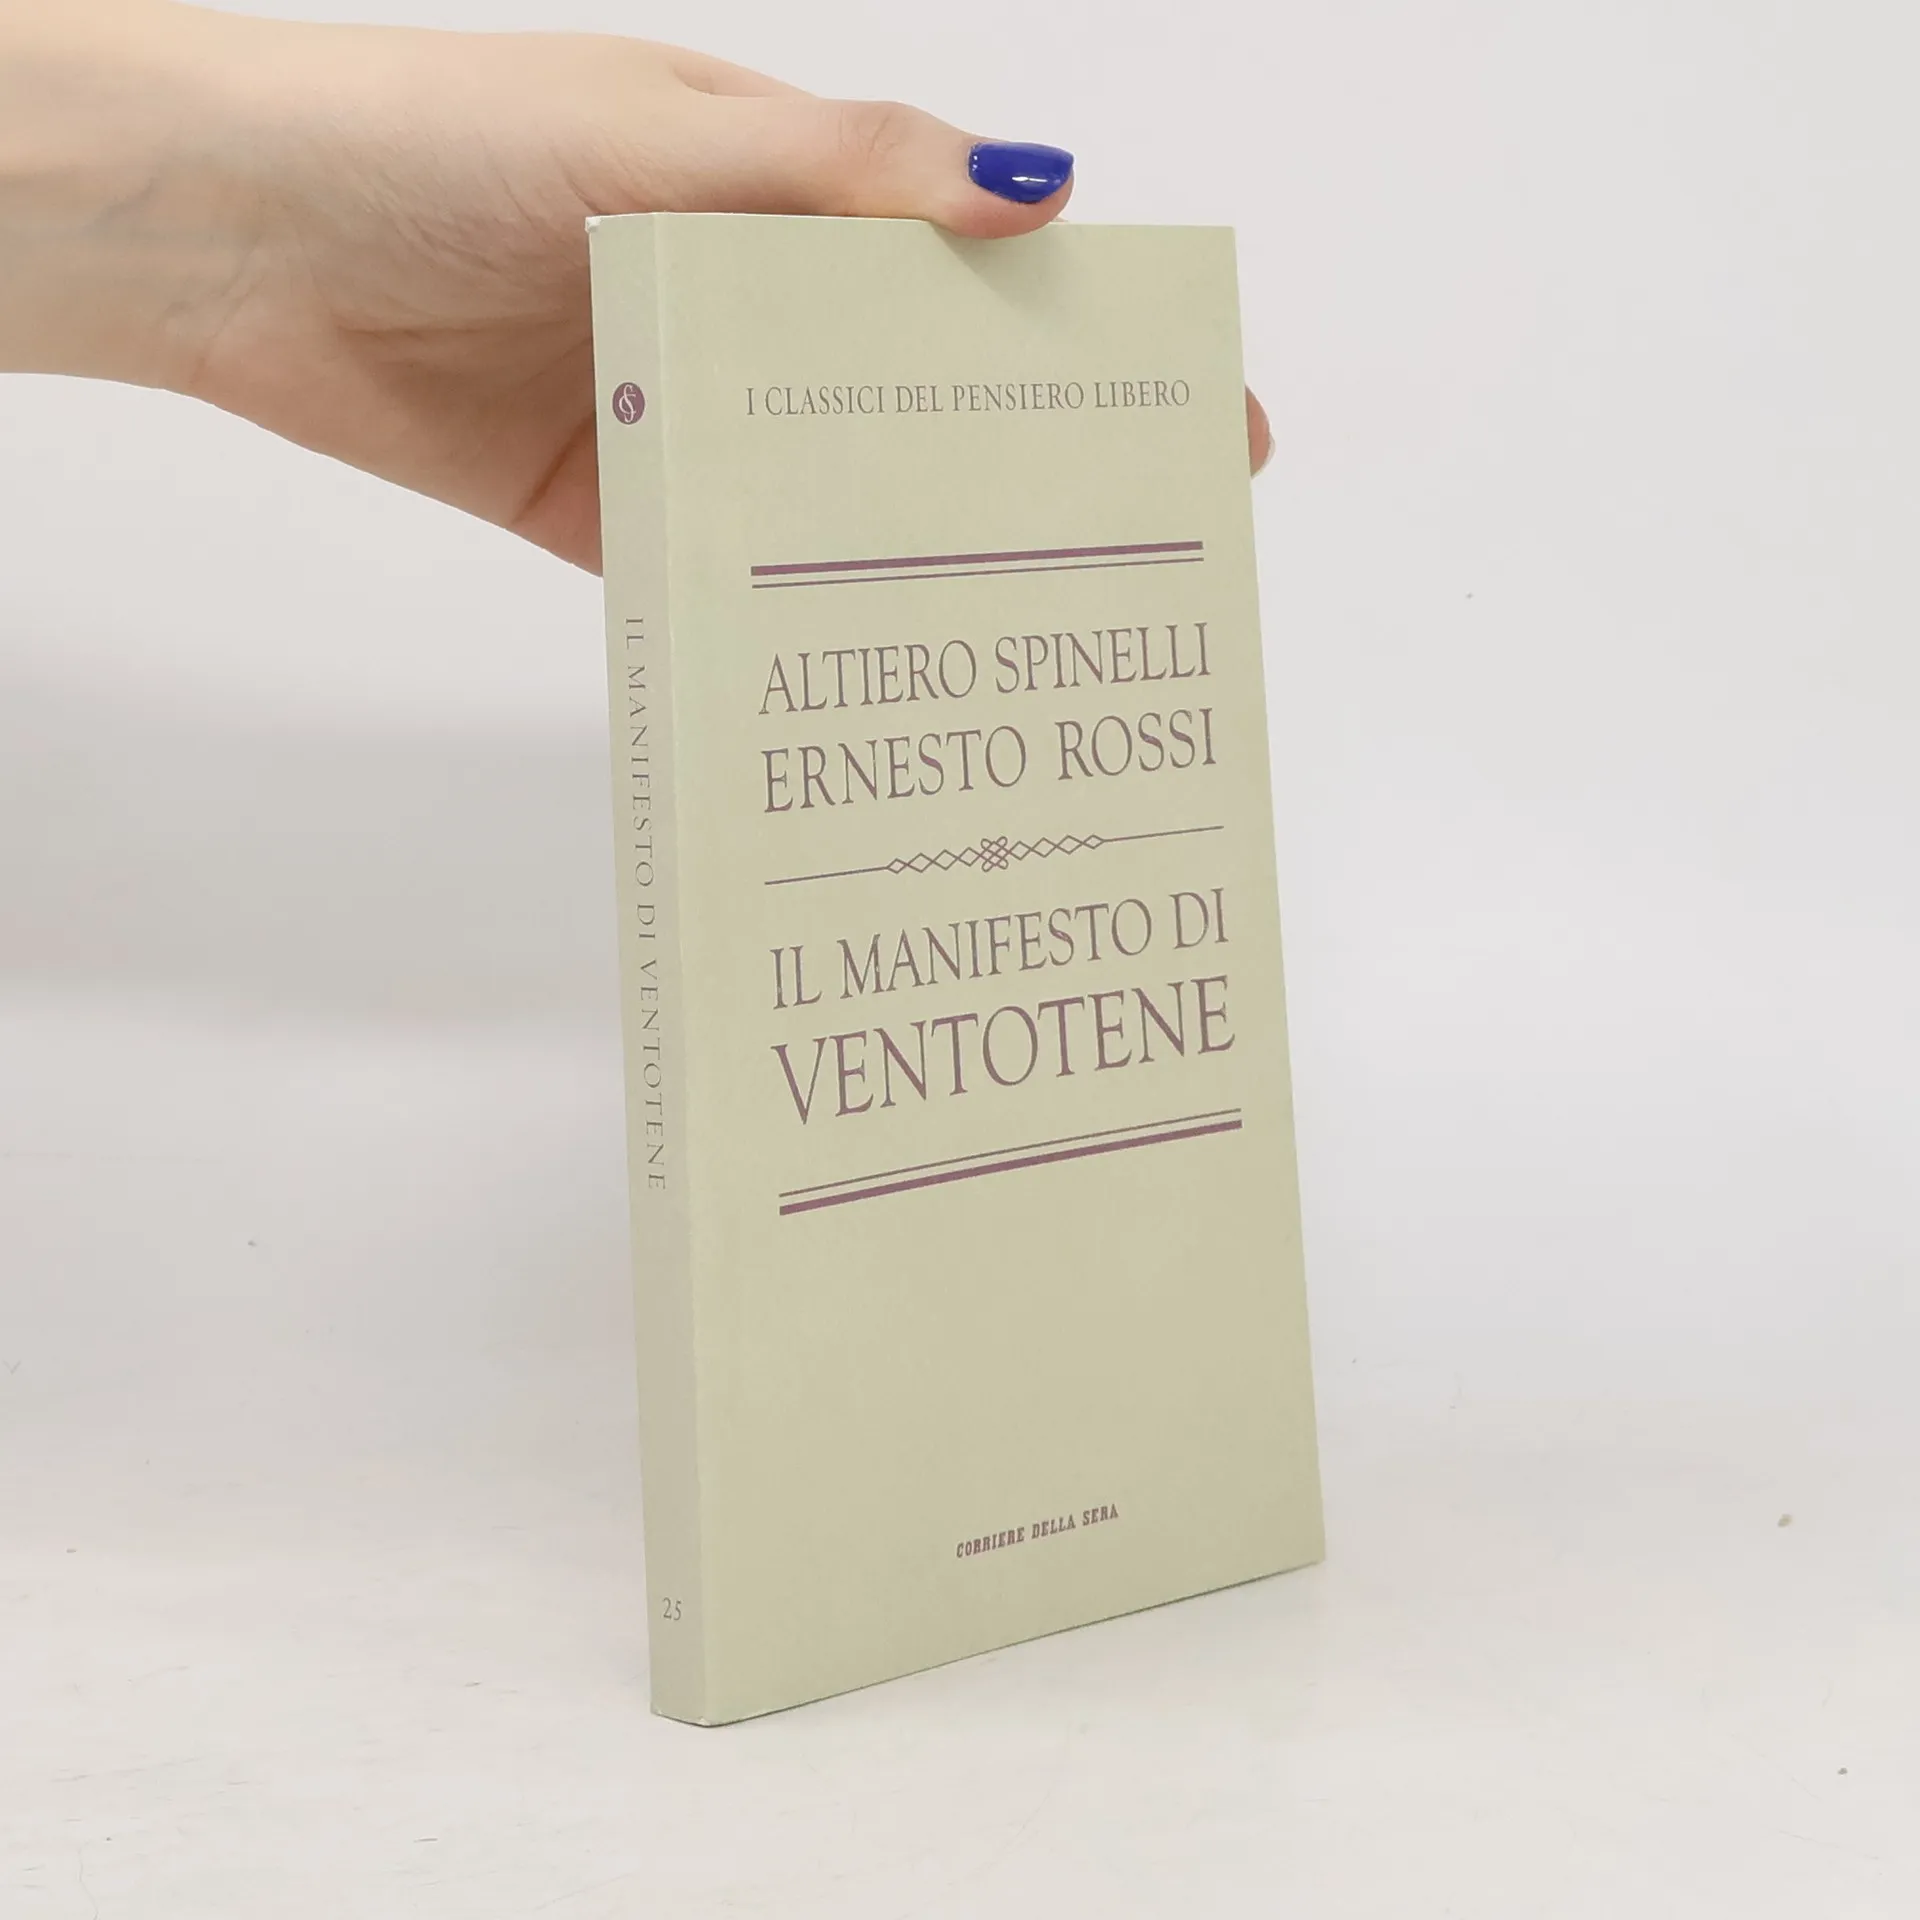 I CLASSICI DEL PENSIERO LIBERO
ALTIERO SPINELLI
ERNESTO ROSSI
IL MANIFESTO DI
VENTOTENE
CORRIERE DELLA SERA
IL MANIFESTO DI VENTOTENE
25